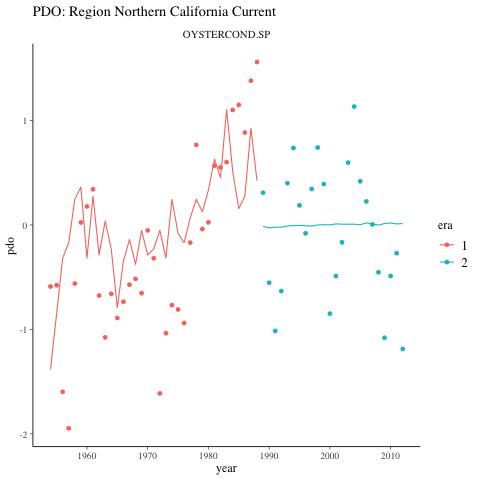 PDO: Region Northern California Current
OYSTERCOND.SP
pdo
1
0
-1
-2
1960
1970
1980
1990
2000
2010
year
era
1
2